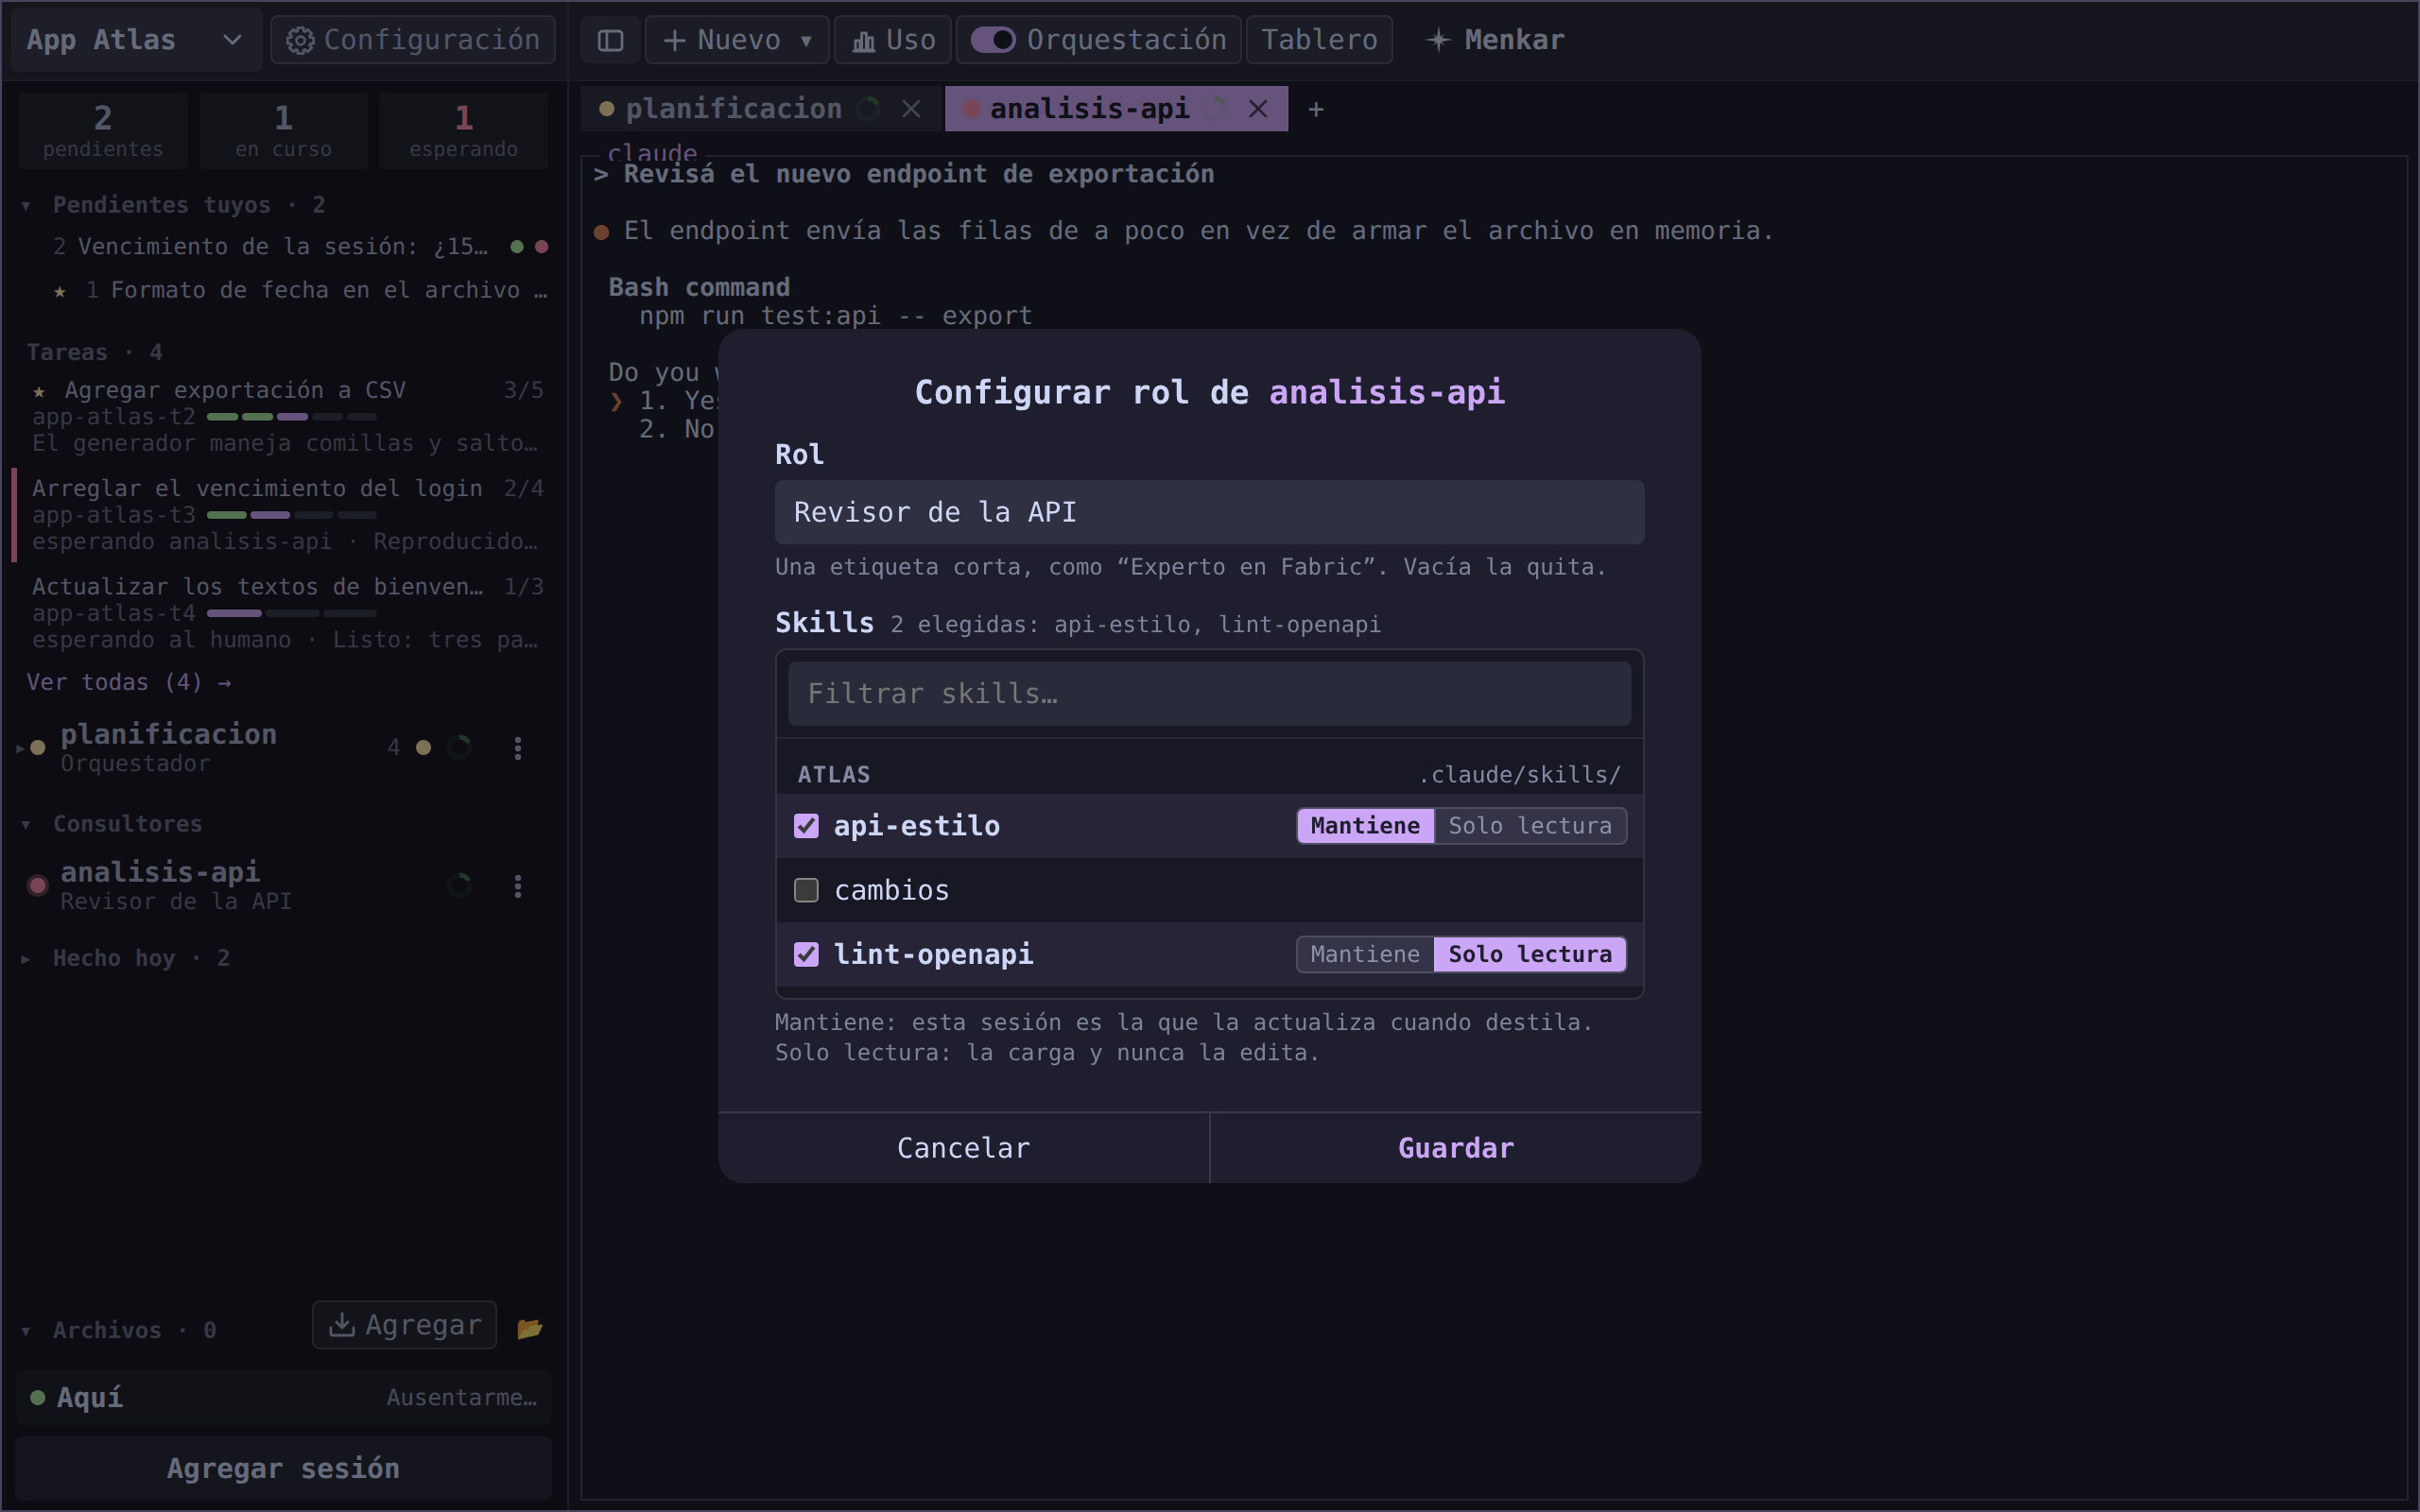 App Atlas
Configuración
Nuevo ▾
Uso
Orquestación
Tablero
Menkar
2 pendientes
1 en curso
1 esperando
▾ Pendientes tuyos · 2
2 Vencimiento de la sesión: ¿15…
★ 1 Formato de fecha en el archivo …
Tareas · 4
★ Agregar exportación a CSV 3/5
app-atlas-t2
El generador maneja comillas y salto…
Arreglar el vencimiento del login 2/4
app-atlas-t3
esperando analisis-api · Reproducido…
Actualizar los textos de bienven… 1/3
app-atlas-t4
esperando al humano · Listo: tres pa…
Ver todas (4) →
▸ planificacion 4
Orquestador
▾ Consultores
analisis-api
Revisor de la API
▸ Hecho hoy · 2
▾ Archivos · 0
Agregar
Aquí Ausentarme…
Agregar sesión
planificacion
analisis-api
+
claude
> Revisá el nuevo endpoint de exportación
El endpoint envía las filas de a poco en vez de armar el archivo en memoria.
Bash command
npm run test:api -- export
Do you
❯ 1. Yes
2. No
Configurar rol de analisis-api
Rol
Revisor de la API
Una etiqueta corta, como “Experto en Fabric”. Vacía la quita.
Skills 2 elegidas: api-estilo, lint-openapi
Filtrar skills…
ATLAS .claude/skills/
api-estilo Mantiene Solo lectura
cambios
lint-openapi Mantiene Solo lectura
Mantiene: esta sesión es la que la actualiza cuando destila.
Solo lectura: la carga y nunca la edita.
Cancelar
Guardar